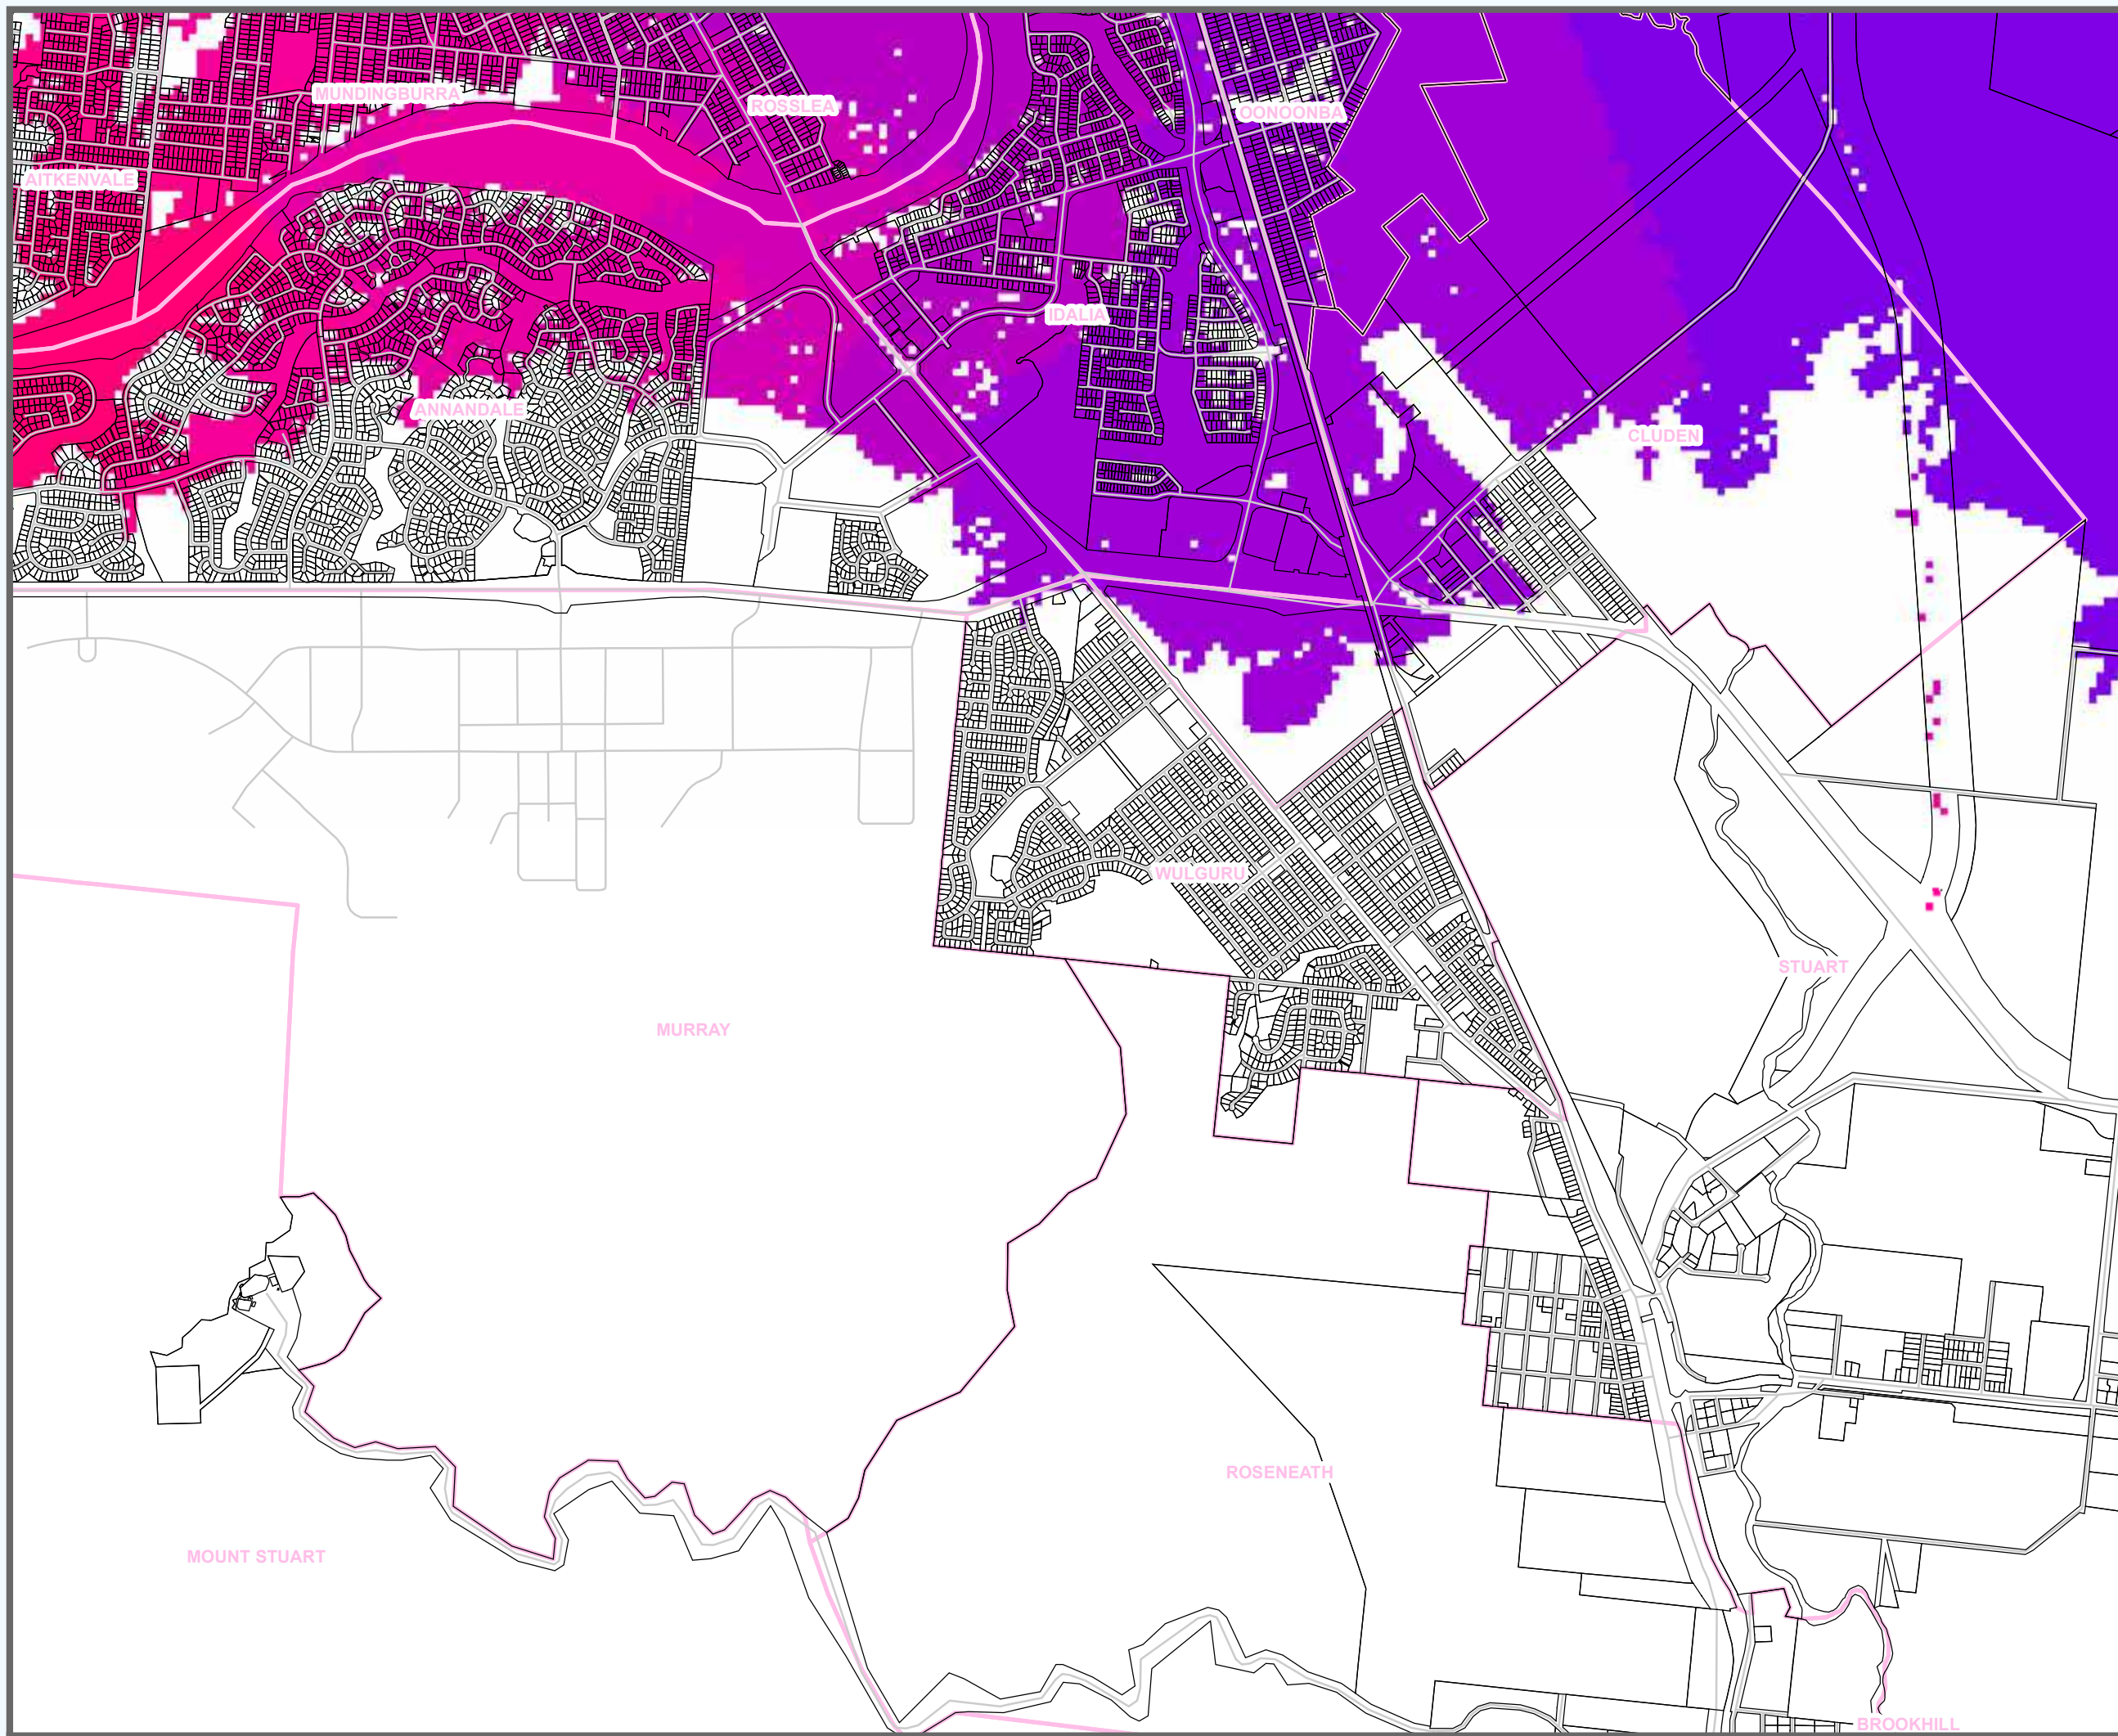 MUNDINGBURRA
ROSSLEA
OONOONBA
AITKENVALE
IDALIA
ANNANDALE
CLUDEN
WULGURU
STUART
MURRAY
ROSENEATH
MOUNT STUART
BROOKHILL